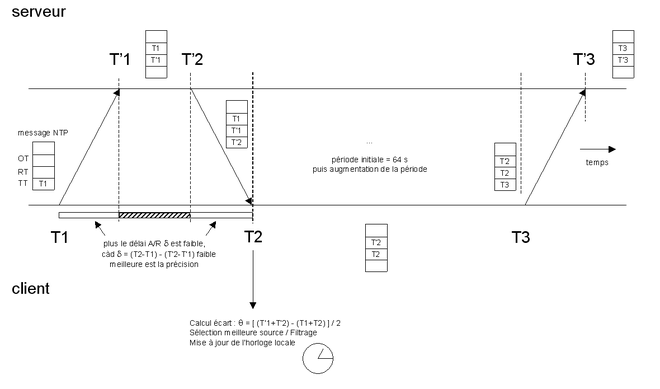 serveur
T'1
T1
T'1
T'2
T'3
T3
T'3
message NTP
OT
RT
TT
T1
T1
T'1
T'2
...
période initiale = 64 s
puis augmentation de la période
T'2
T2
T3
temps
T1
plus le délai A/R δ est faible,
càd δ = (T2-T1) - (T'2-T'1) faible
meilleure est la précision
T2
T'2
T2
T3
client
Calcul écart : θ = [ (T'1+T'2) - (T1+T2) ] / 2
Sélection meilleure source / Filtrage
Mise à jour de l'horloge locale